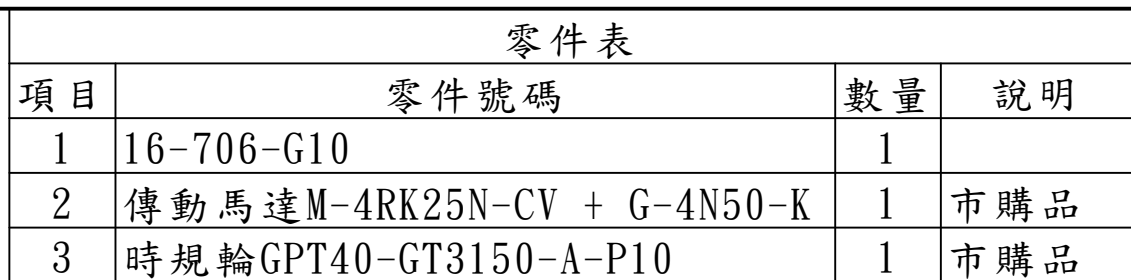 零件表
項目 零件號碼 數量 說明
1 16-706-G10 1
2 傳動馬達M-4RK25N-CV + G-4N50-K 1 市購品
3 時規輪GPT40-GT3150-A-P10 1 市購品